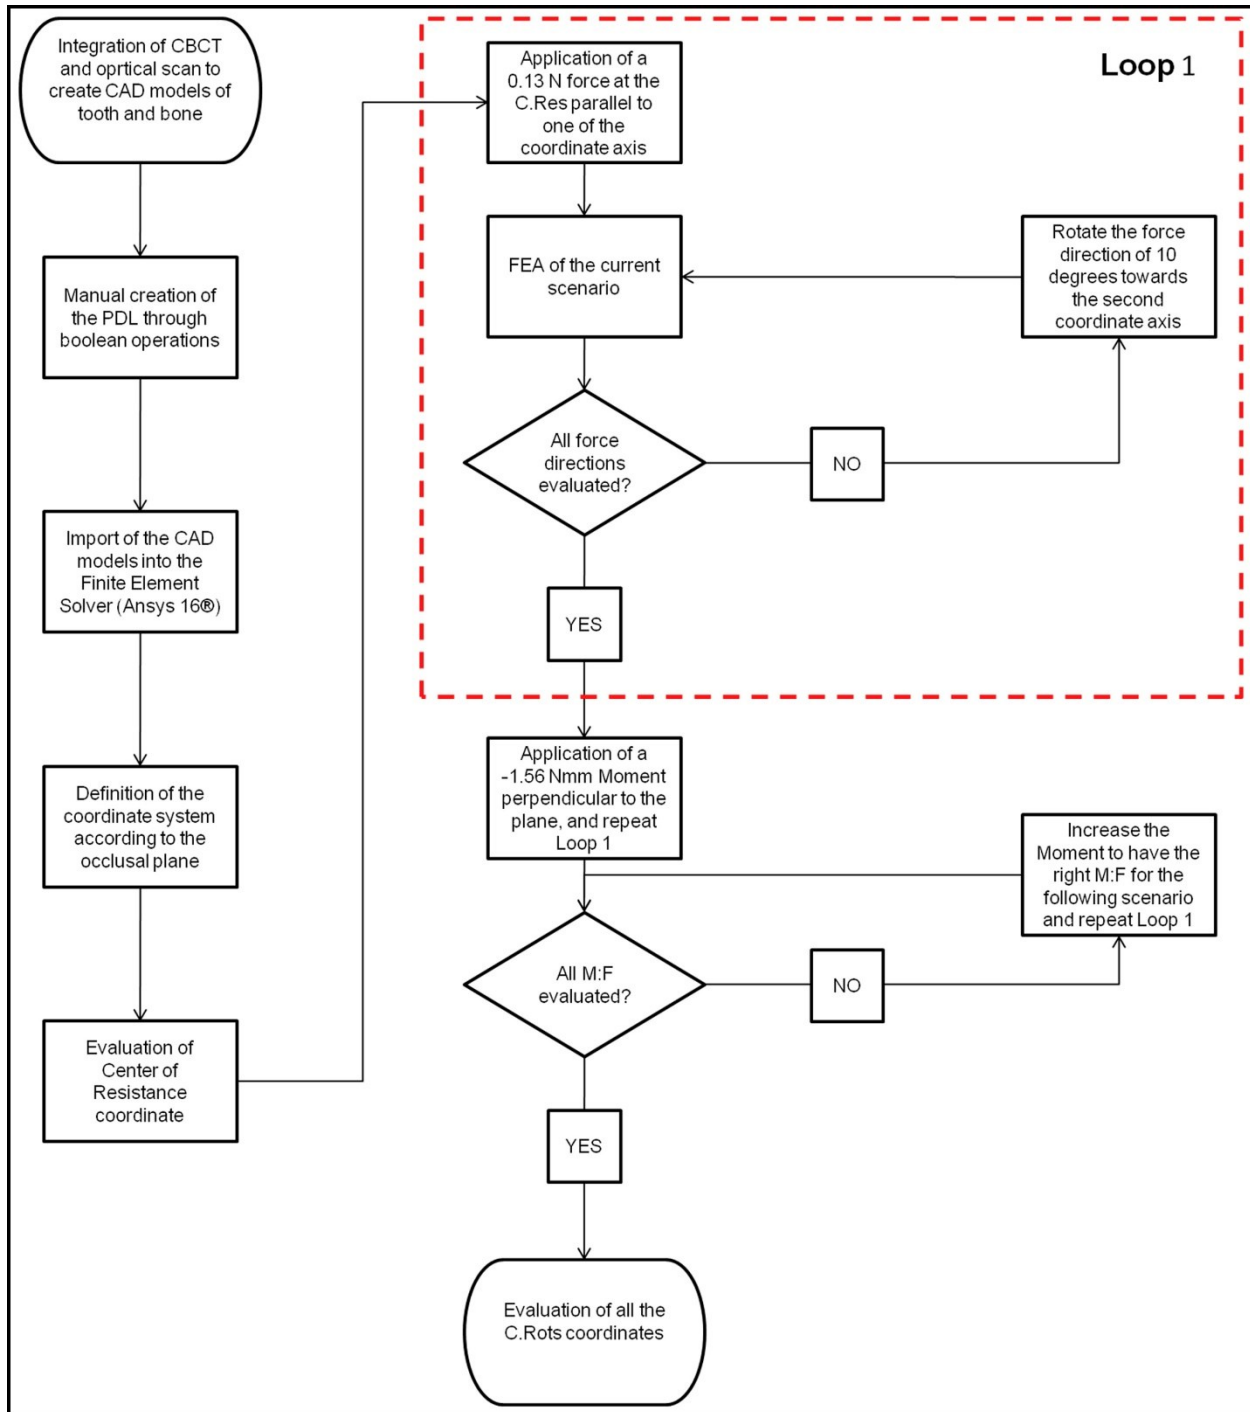 Integration of CBCT
and oprtical scan to
create CAD models of
tooth and bone
Manual creation of
the PDL through
boolean operations
Import of the CAD
models into the
Finite Element
Solver (Ansys 16®)
Definition of the
coordinate system
according to the
occlusal plane
Evaluation of
Center of
Resistance
coordinate
Loop 1
Application of a
0.13 N force at the
C.Res parallel to
one of the
coordinate axis
FEA of the current
scenario
All force
directions
evaluated?
NO
Rotate the force
direction of 10
degrees towards
the second
coordinate axis
YES
Application of a
-1.56 Nmm Moment
perpendicular to the
plane, and repeat
Loop 1
All M:F
evaluated?
NO
Increase the
Moment to have the
right M:F for the
following scenario
and repeat Loop 1
YES
Evaluation of all the
C.Rots coordinates